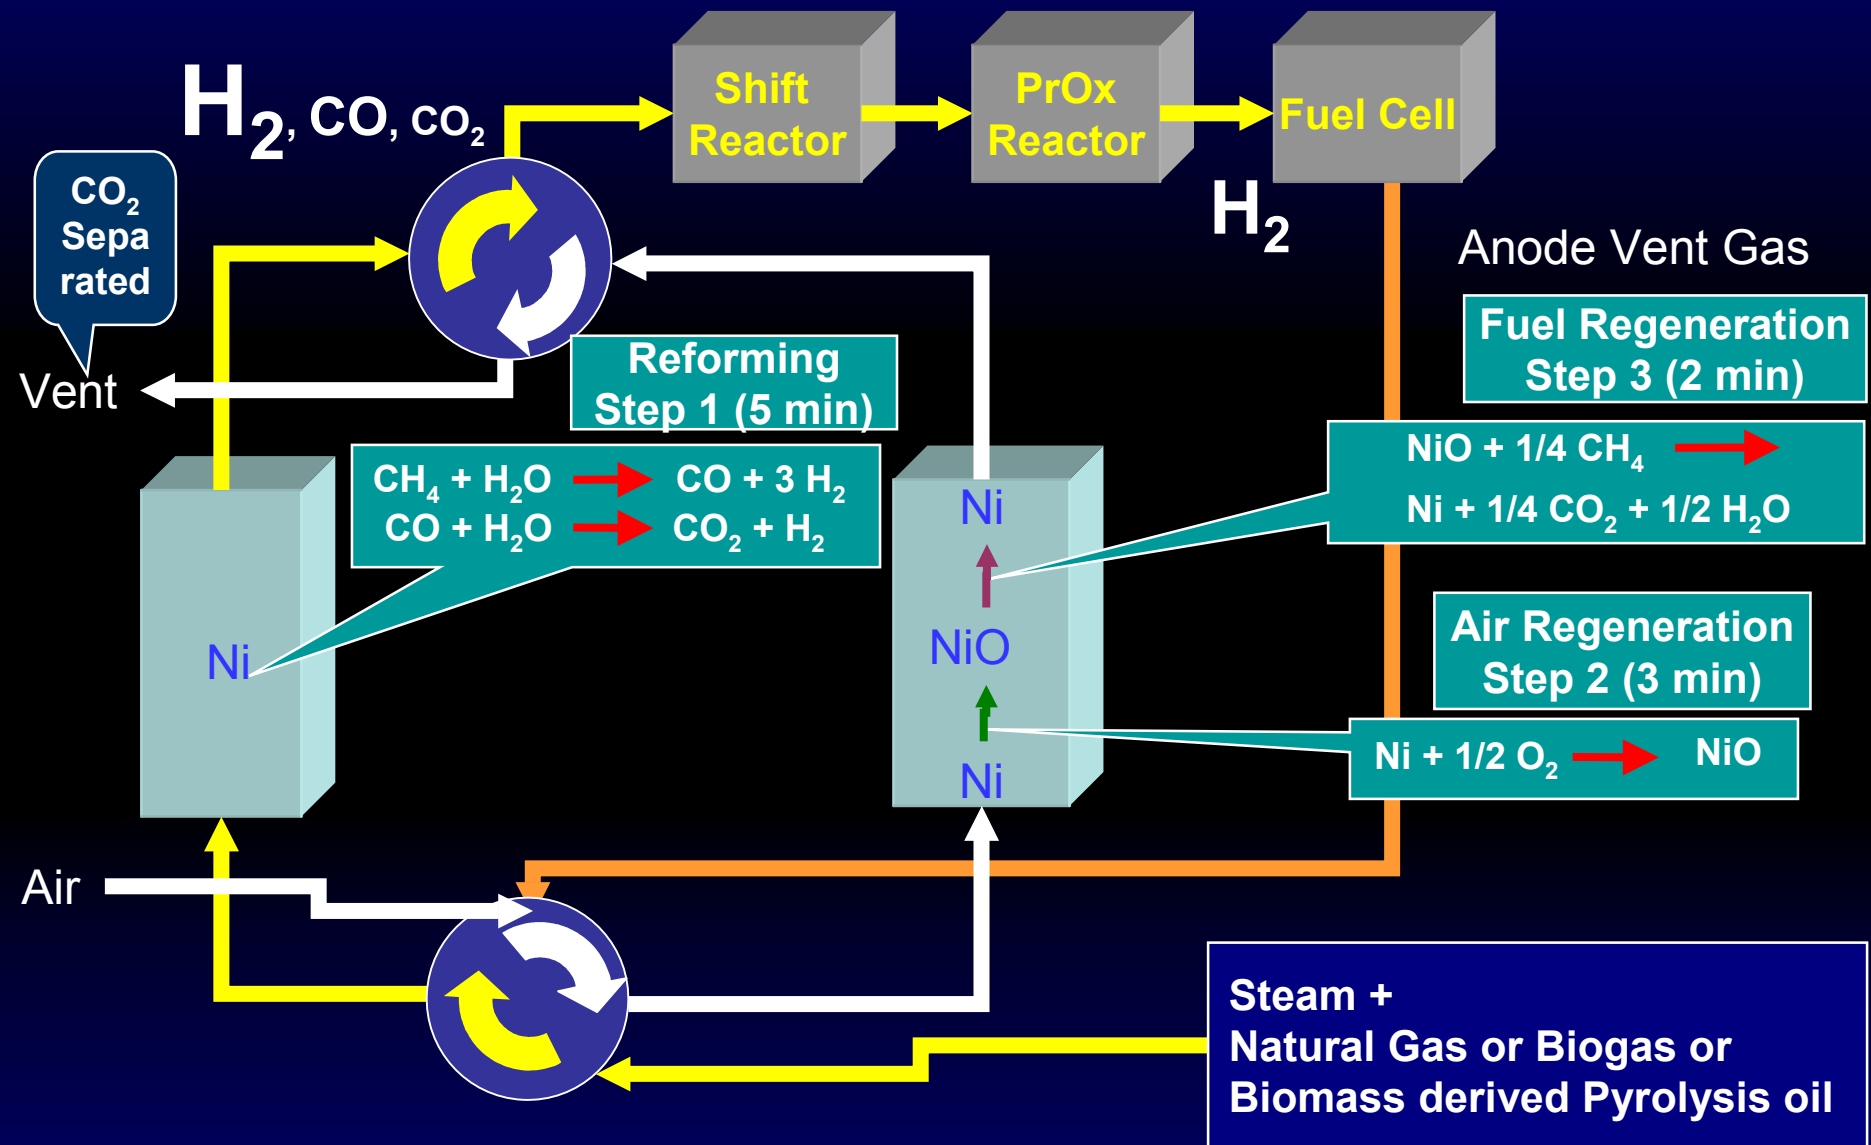 H₂, CO, CO₂
Shift
Reactor
PrOx
Reactor
Fuel Cell
H₂
CO₂
Sepa
rated
Vent
Anode Vent Gas
Fuel Regeneration
Step 3 (2 min)
Reforming
Step 1 (5 min)
CH₄ + H₂O CO + 3 H₂
CO + H₂O CO₂ + H₂
NiO + 1/4 CH₄
Ni + 1/4 CO₂ + 1/2 H₂O
Ni
Ni
NiO
Ni
Air Regeneration
Step 2 (3 min)
Ni + 1/2 O₂ NiO
Air
Steam +
Natural Gas or Biogas or
Biomass derived Pyrolysis oil